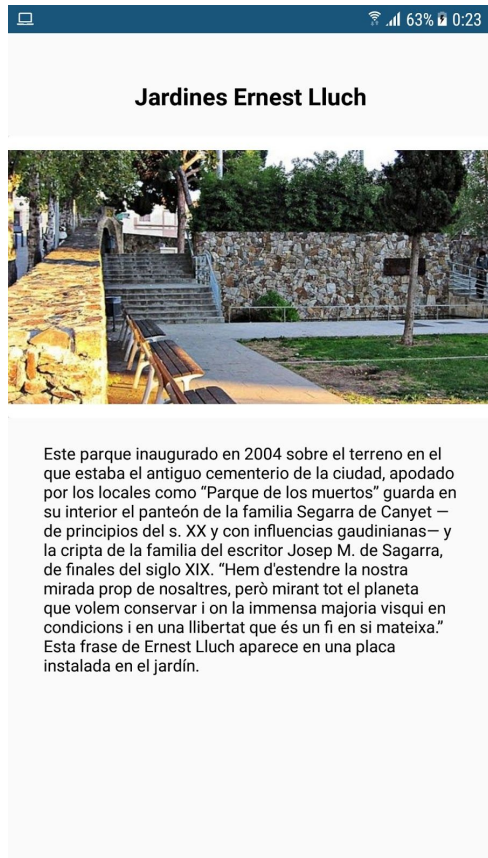 63% 0:23
Jardines Ernest Lluch
Este parque inaugurado en 2004 sobre el terreno en el
que estaba el antiguo cementerio de la ciudad, apodado
por los locales como “Parque de los muertos” guarda en
su interior el panteón de la familia Segarra de Canyet —
de principios del s. XX y con influencias gaudinianas— y
la cripta de la familia del escritor Josep M. de Sagarra,
de finales del siglo XIX. “Hem d'estendre la nostra
mirada prop de nosaltres, però mirant tot el planeta
que volem conservar i on la immensa majoria visqui en
condicions i en una llibertat que és un fi en si mateixa.”
Esta frase de Ernest Lluch aparece en una placa
instalada en el jardín.